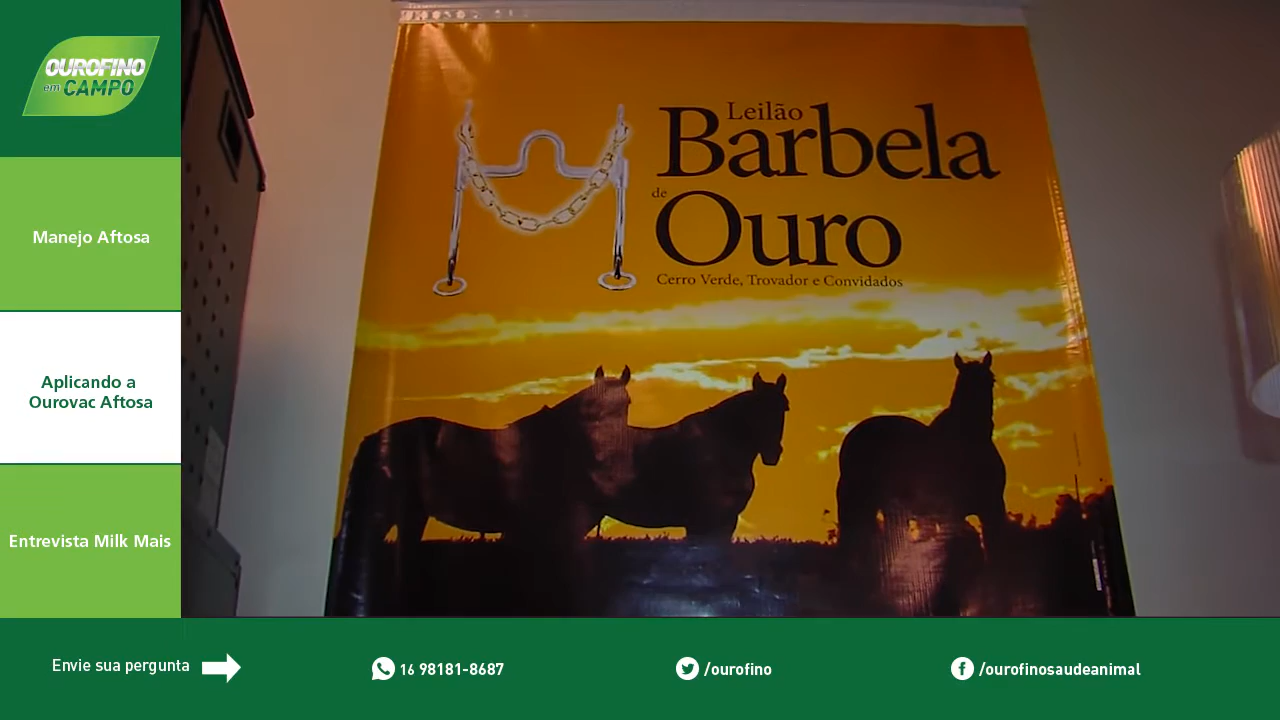 OUROFINO
em CAMPO
Manejo Aftosa
Aplicando a
Ourovac Aftosa
Entrevista Milk Mais
Leilão
Barbela
de
Ouro
Cerro Verde, Trovador e Convidados
Envie sua pergunta
16 98181-8687
/ourofino
/ourofinosaudeanimal